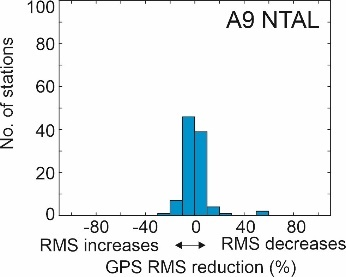 100
A9 NTAL
80
60
40
20
0
No. of stations
-80 -40 0 40 80
RMS increases RMS decreases
GPS RMS reduction (%)